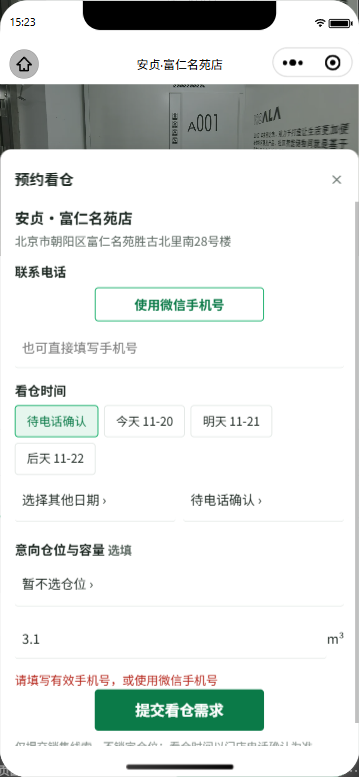 15:23
安贞·富仁名苑店
A001
ALA
预约看仓
×
安贞·富仁名苑店
北京市朝阳区富仁名苑胜古北里南28号楼
联系电话
使用微信手机号
也可直接填写手机号
看仓时间
待电话确认 今天 11-20 明天 11-21
后天 11-22
选择其他日期 › 待电话确认 ›
意向仓位与容量 选填
暂不选仓位 ›
3.1 m³
请填写有效手机号，或使用微信手机号
提交看仓需求